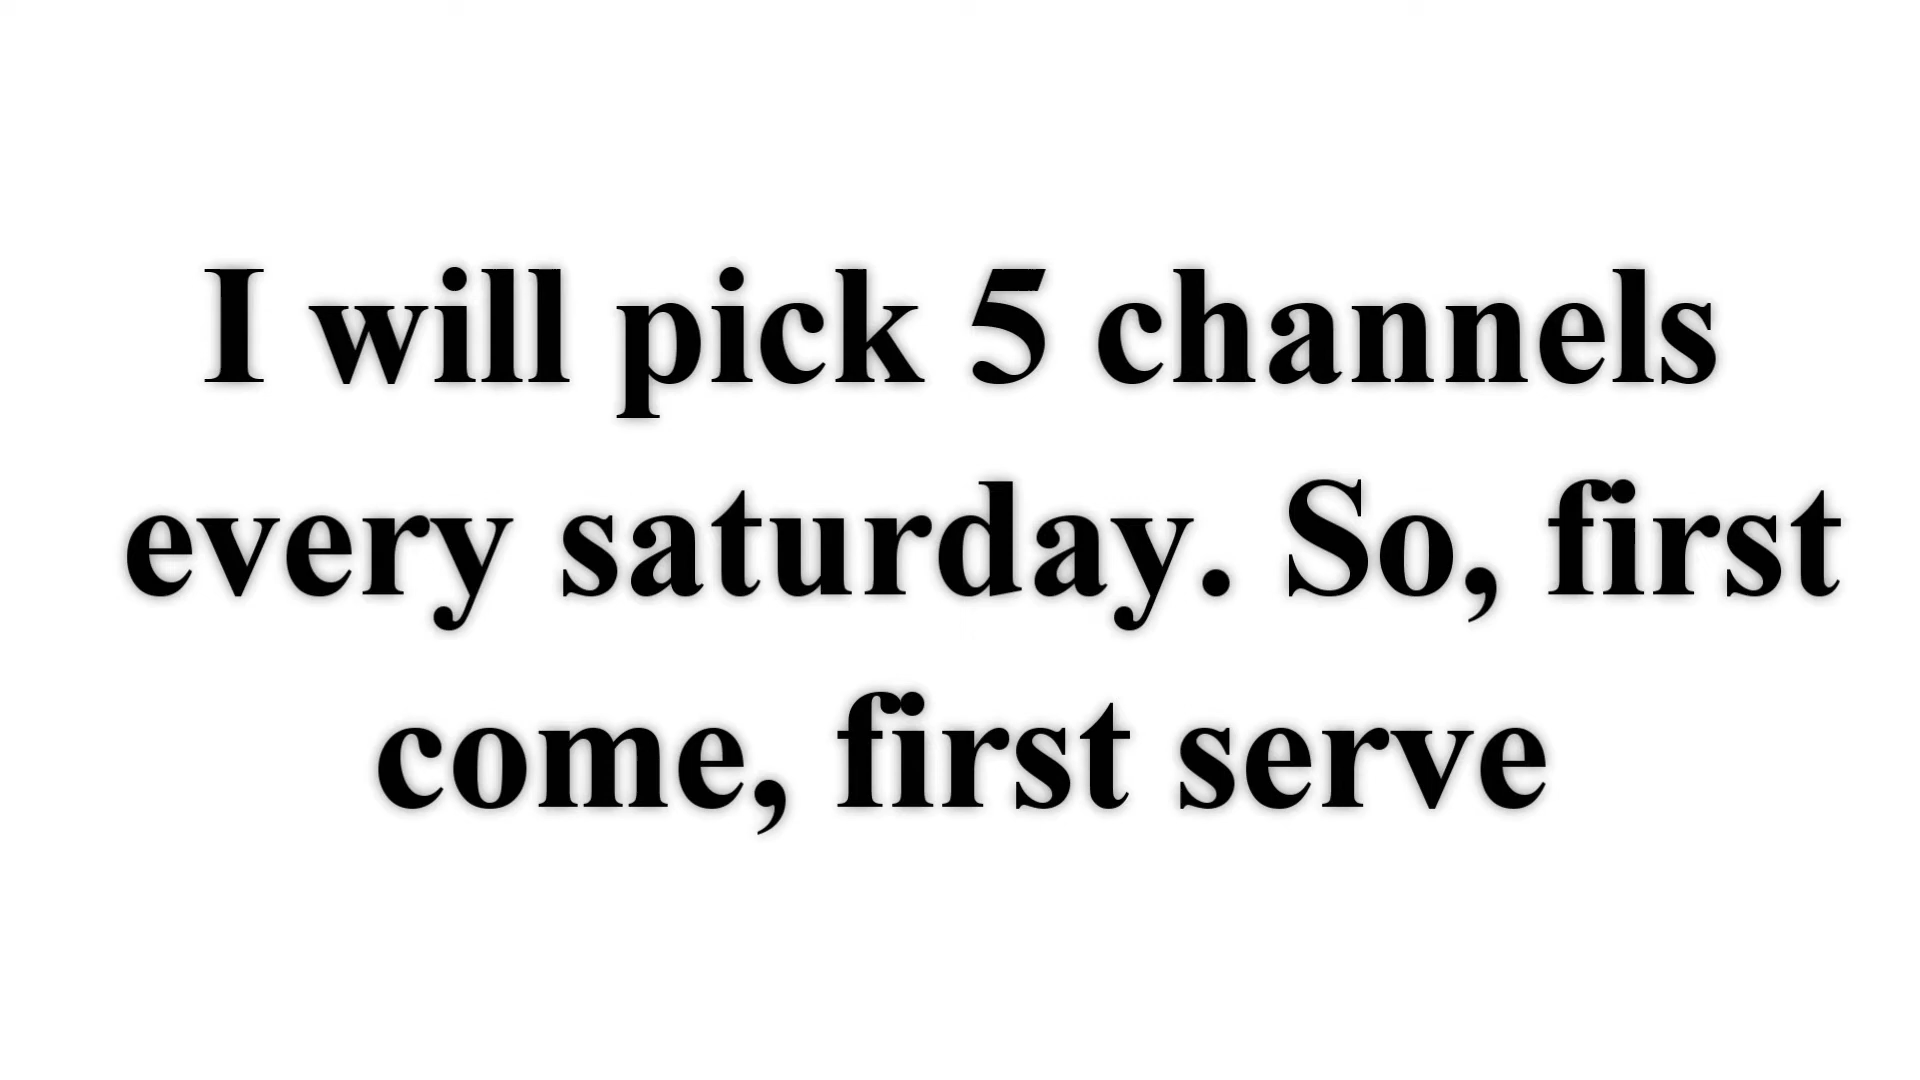 I will pick 5 channels
every saturday. So, first
come, first serve